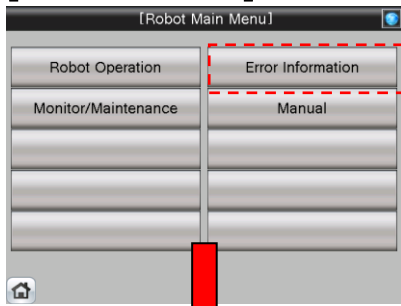 [Robot Main Menu]
Robot Operation
Error Information
Monitor/Maintenance
Manual